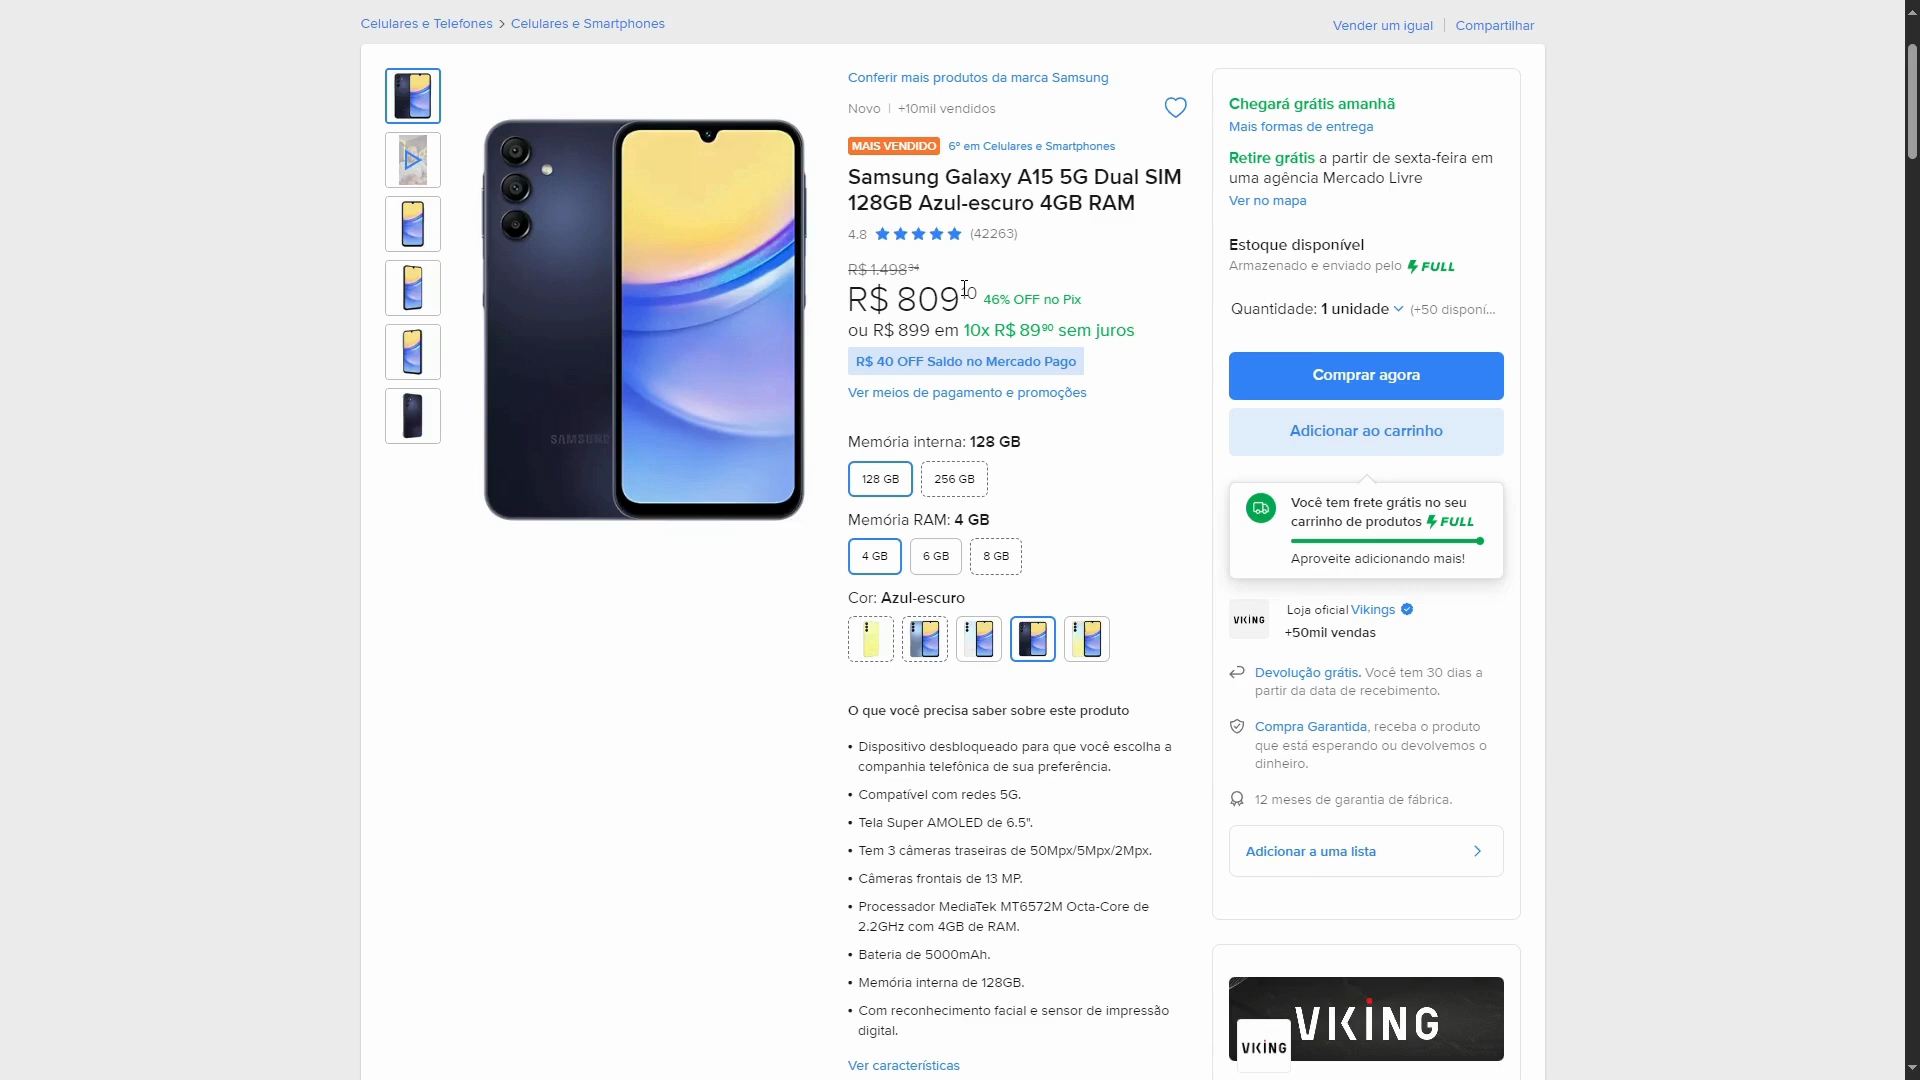 Celulares e Telefones > Celulares e Smartphones
Vender um igual | Compartilhar
Conferir mais produtos da marca Samsung
Novo | +10mil vendidos
MAIS VENDIDO 6º em Celulares e Smartphones
Samsung Galaxy A15 5G Dual SIM
128GB Azul-escuro 4GB RAM
4.8 (42263)
R$ 1.498³⁴
R$ 809¹⁰ 46% OFF no Pix
ou R$ 899 em 10x R$ 89⁹⁰ sem juros
R$ 40 OFF Saldo no Mercado Pago
Ver meios de pagamento e promoções
SAMSUNG
Memória interna: 128 GB
128 GB 256 GB
Memória RAM: 4 GB
4 GB 6 GB 8 GB
Cor: Azul-escuro
O que você precisa saber sobre este produto
• Dispositivo desbloqueado para que você escolha a
companhia telefônica de sua preferência.
• Compatível com redes 5G.
• Tela Super AMOLED de 6.5".
• Tem 3 câmeras traseiras de 50Mpx/5Mpx/2Mpx.
• Câmeras frontais de 13 MP.
• Processador MediaTek MT6572M Octa-Core de
2.2GHz com 4GB de RAM.
• Bateria de 5000mAh.
• Memória interna de 128GB.
• Com reconhecimento facial e sensor de impressão
digital.
Ver características
Chegará grátis amanhã
Mais formas de entrega
Retire grátis a partir de sexta-feira em
uma agência Mercado Livre
Ver no mapa
Estoque disponível
Armazenado e enviado pelo FULL
Quantidade: 1 unidade (+50 disponí...
Comprar agora
Adicionar ao carrinho
Você tem frete grátis no seu
carrinho de produtos FULL
Aproveite adicionando mais!
VIKING
Loja oficial Vikings
+50mil vendas
Devolução grátis. Você tem 30 dias a
partir da data de recebimento.
Compra Garantida, receba o produto
que está esperando ou devolvemos o
dinheiro.
12 meses de garantia de fábrica.
Adicionar a uma lista
VIKING
VIKING